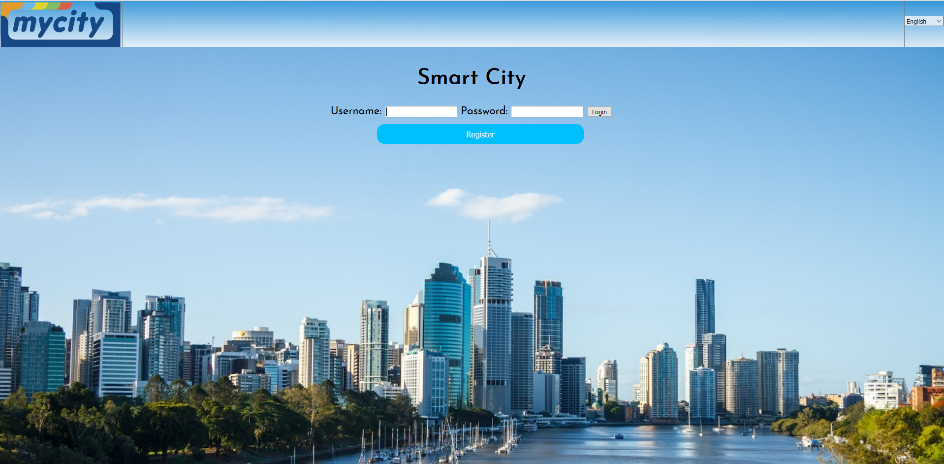 mycity
English
Smart City
Username:
Password:
Login
Register